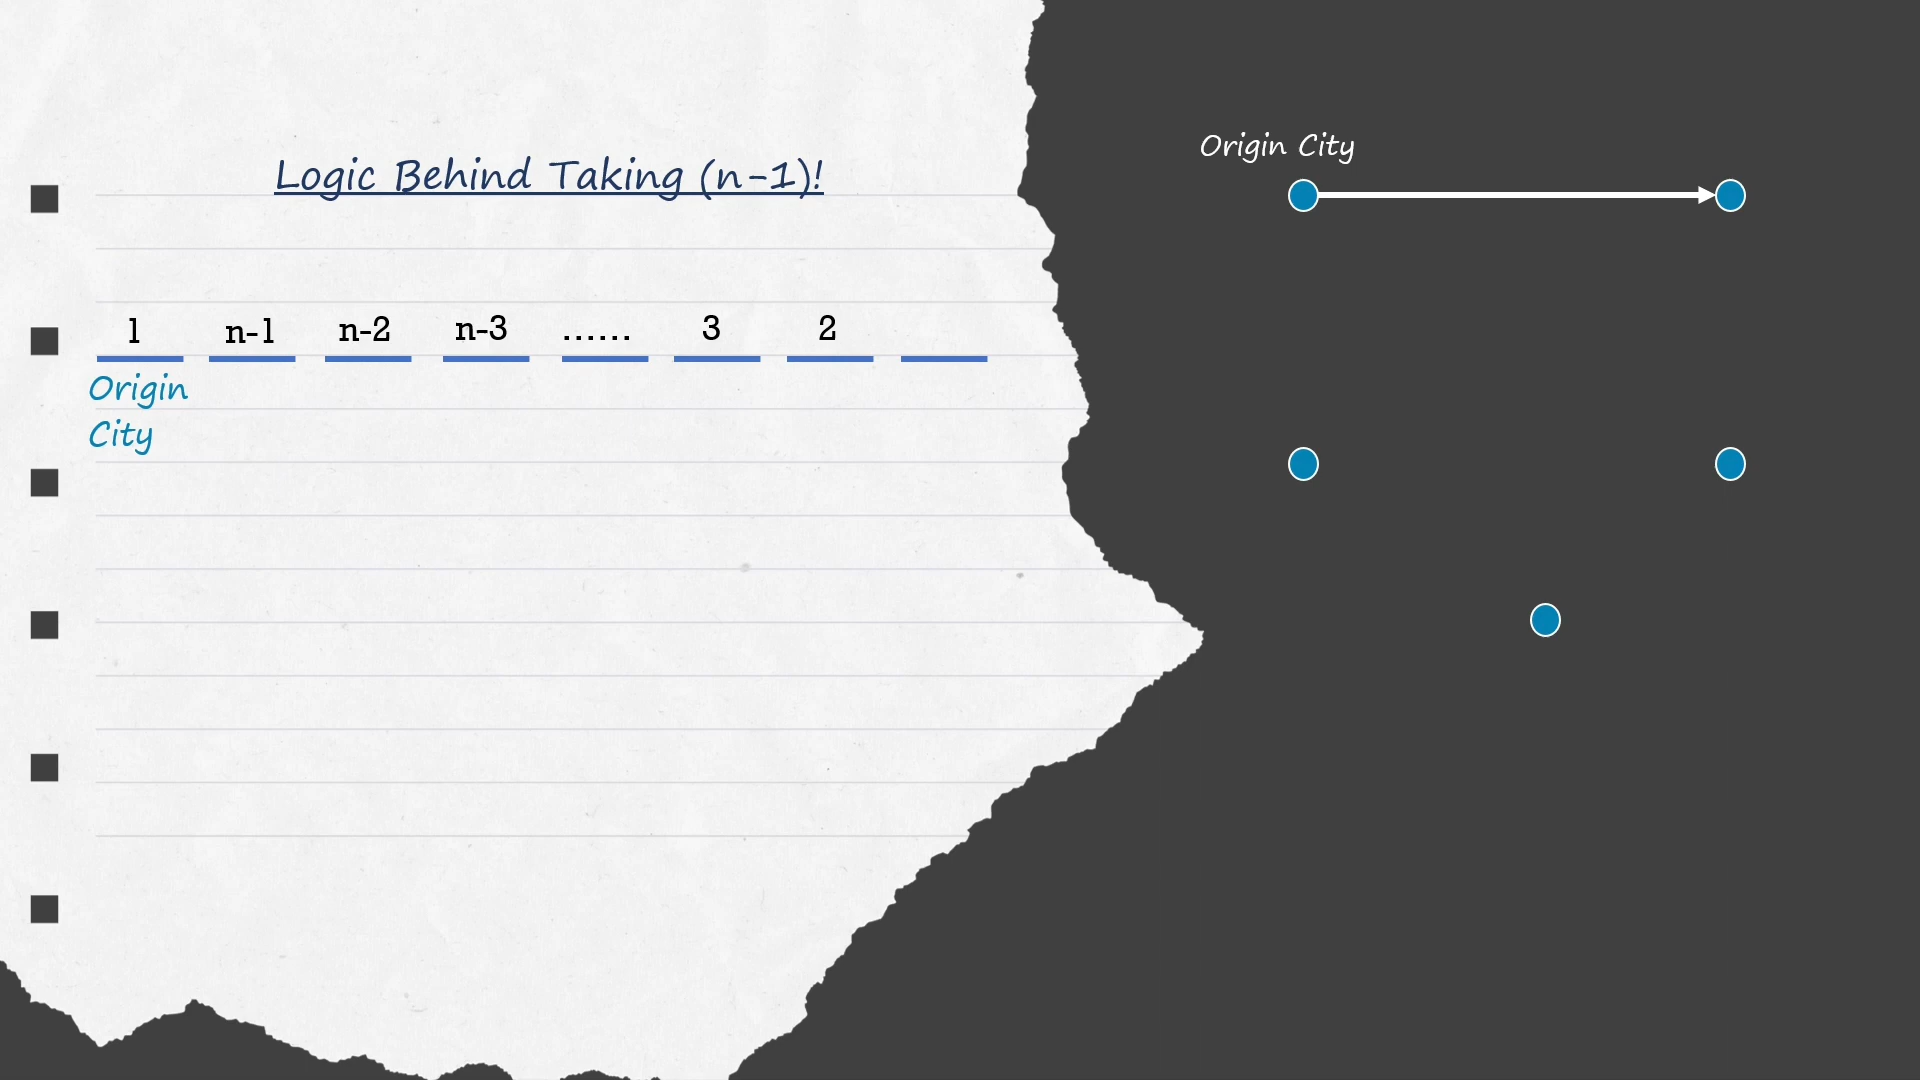 Logic Behind Taking (n-1)!
1 n-1 n-2 n-3 ...... 3 2
Origin
City
Origin City